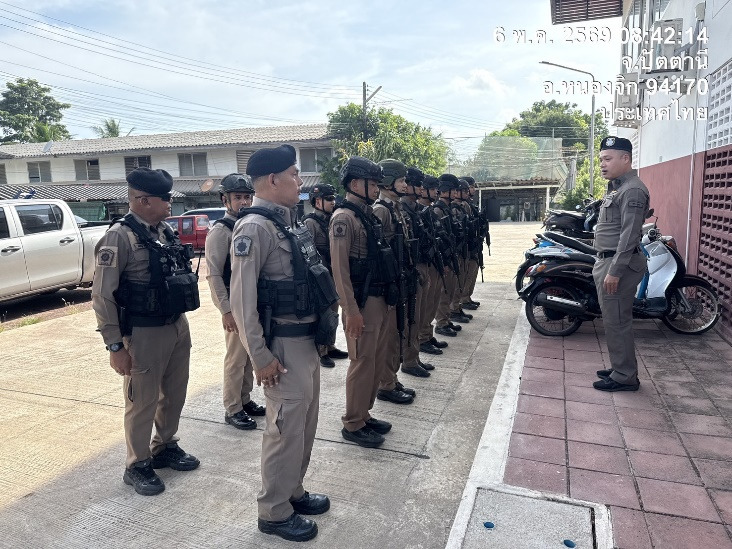 6 พ.ค. 2569 08:42:14
จ.ปัตตานี
อ.หนองจิก 94170
ประเทศไทย